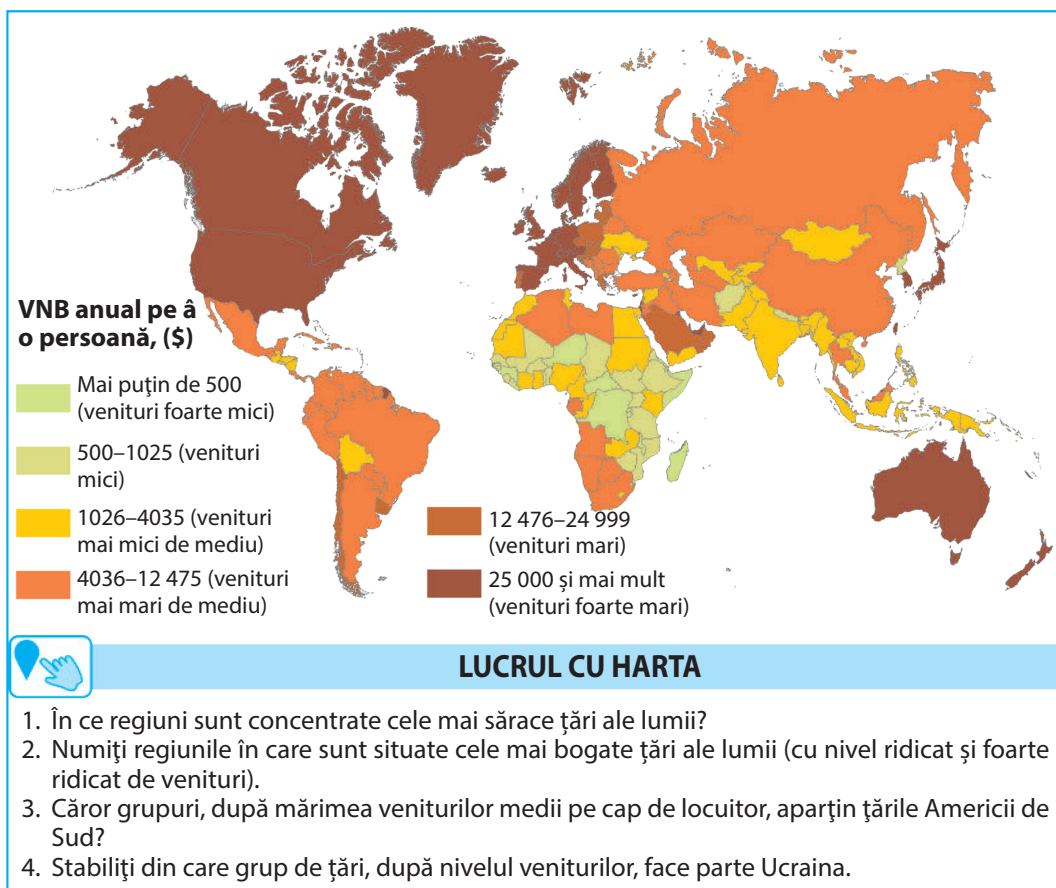 VNB anual pe â
o persoană, ($)
Mai puţin de 500
(venituri foarte mici)
500–1025 (venituri
mici)
1026–4035 (venituri
mai mici de mediu)
4036–12 475 (venituri
mai mari de mediu)
12 476–24 999
(venituri mari)
25 000 și mai mult
(venituri foarte mari)
LUCRUL CU HARTA
1. În ce regiuni sunt concentrate cele mai sărace ţări ale lumii?
2. Numiţi regiunile în care sunt situate cele mai bogate ţări ale lumii (cu nivel ridicat și foarte
ridicat de venituri).
3. Căror grupuri, după mărimea veniturilor medii pe cap de locuitor, aparţin ţările Americii de
Sud?
4. Stabiliţi din care grup de ţări, după nivelul veniturilor, face parte Ucraina.